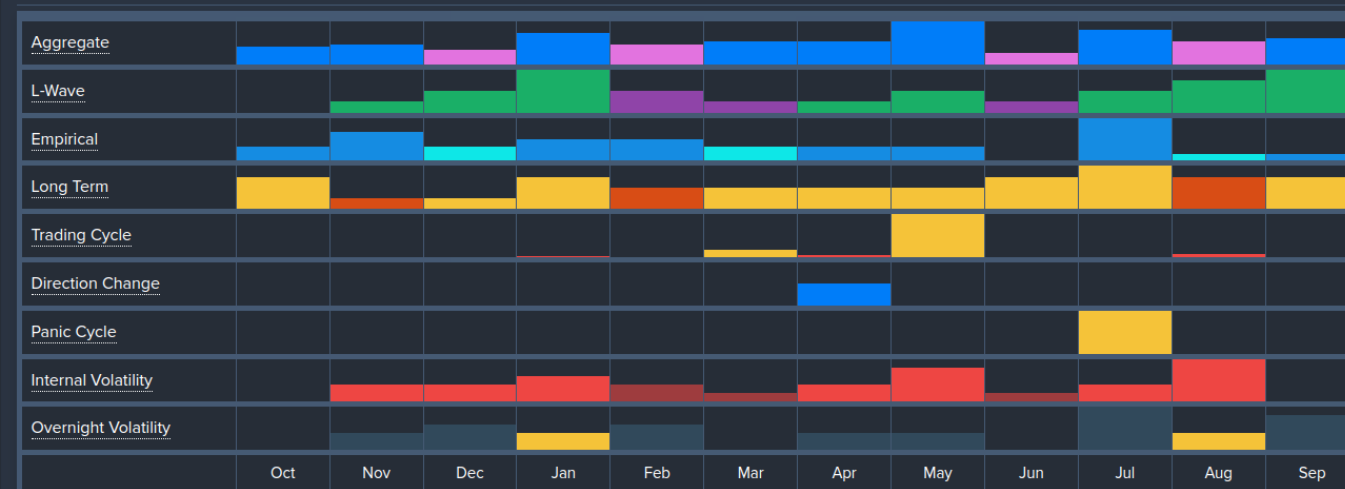 Aggregate
L-Wave
Empirical
Long Term
Trading Cycle
Direction Change
Panic Cycle
Internal Volatility
Overnight Volatility
Oct Nov Dec Jan Feb Mar Apr May Jun Jul Aug Sep